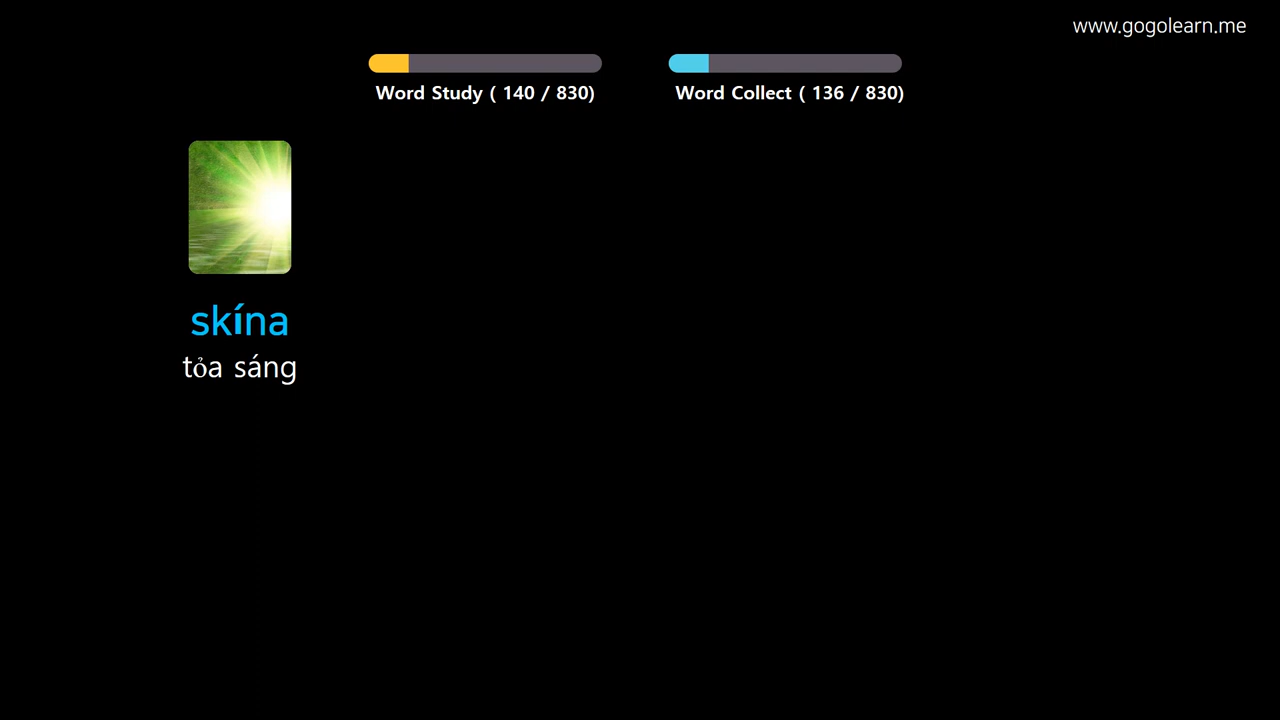 www.gogolearn.me
Word Study ( 140 / 830)
Word Collect ( 136 / 830)
skína
tỏa sáng